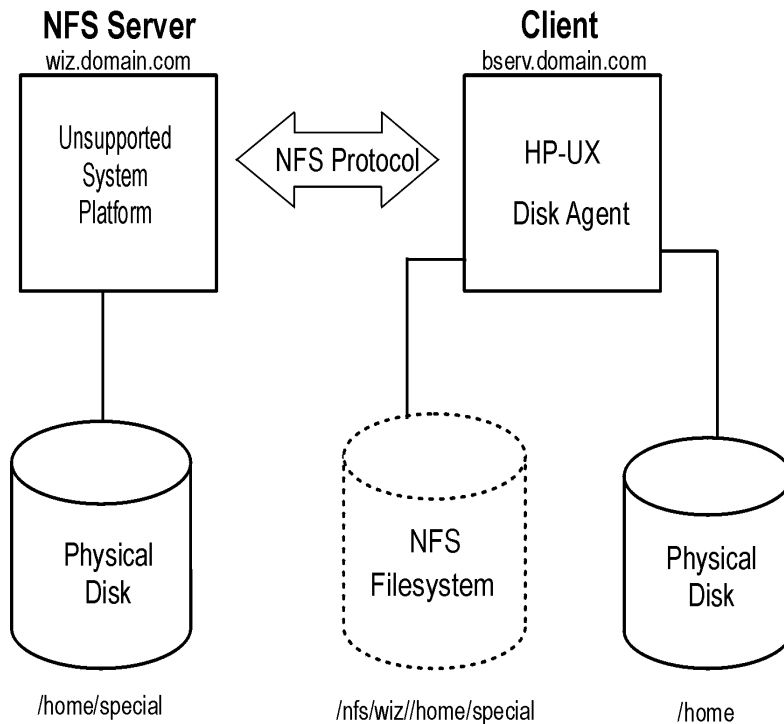 NFS Server
wiz.domain.com
Client
bserv.domain.com
Unsupported
System
Platform
NFS Protocol
HP-UX
Disk Agent
Physical
Disk
NFS
Filesystem
Physical
Disk
/home/special
/nfs/wiz//home/special
/home